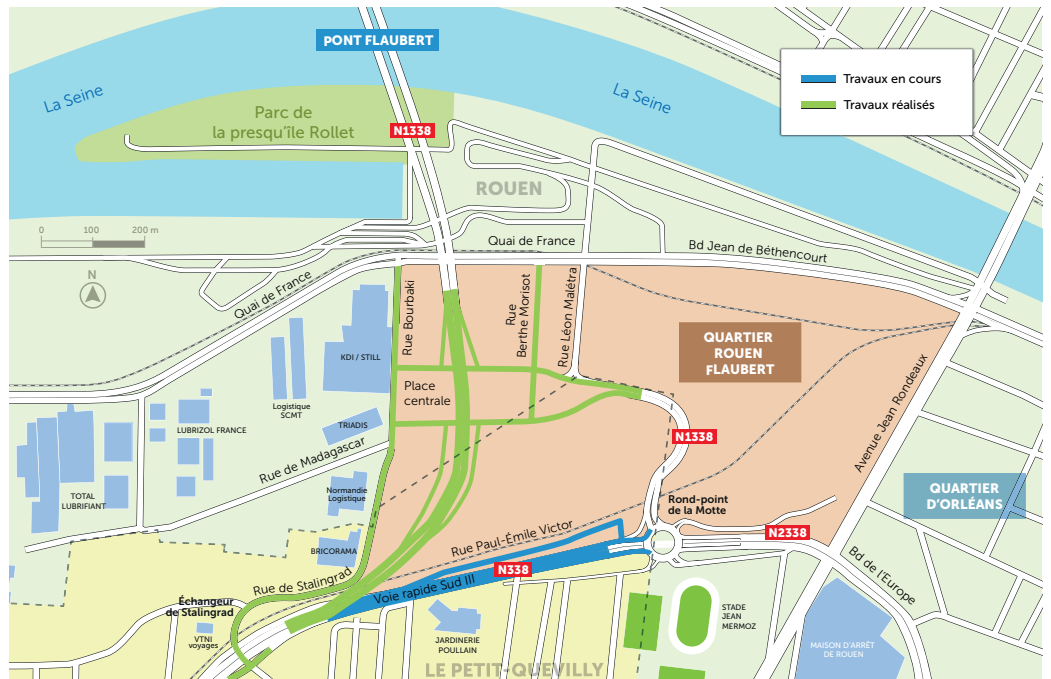 PONT FLAUBERT
Travaux en cours
Travaux réalisés
La Seine
La Seine
Parc de
la presqu'île Rollet
N1338
ROUEN
0 100 200 m
N
Quai de France
Bd Jean de Béthencourt
Quai de France
Rue Bourbaki
Rue
Berthe Morisot
Rue Léon Malétra
QUARTIER
ROUEN
FLAUBERT
KDI / STILL
Place
centrale
Logistique
SCMT
TRIADIS
LUBRIZOL FRANCE
Rue de Madagascar
N1338
Avenue Jean Rondeaux
TOTAL
LUBRIFIANT
Normandie
Logistique
Rond-point
de la Motte
QUARTIER
D'ORLÉANS
BRICORAMA
Rue Paul-Émile Victor
N2338
N338
Bd de l'Europe
Rue de Stalingrad
Voie rapide Sud III
Échangeur
de Stalingrad
VTNI
voyages
JARDINERIE
POULLAIN
STADE
JEAN
MERMOZ
MAISON D'ARRÊT
DE ROUEN
LE PETIT-QUEVILLY